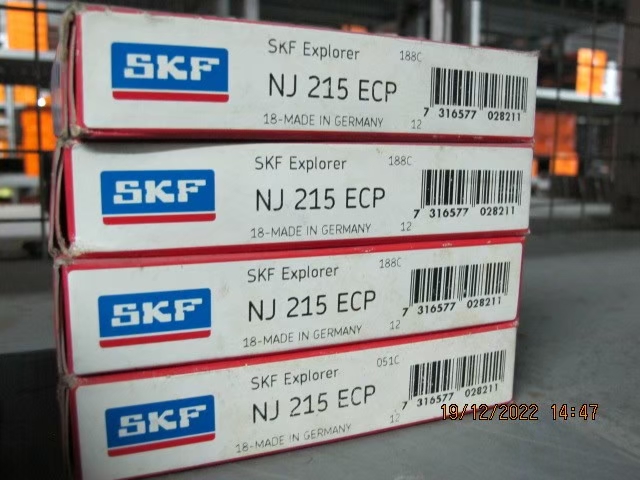 SKF
SKF Explorer 188C
NJ 215 ECP
18-MADE IN GERMANY 12
7 316577 028211
SKF
SKF Explorer 188C
NJ 215 ECP
18-MADE IN GERMANY 12
7 316577 028211
SKF
SKF Explorer 188C
NJ 215 ECP
18-MADE IN GERMANY 12
7 316577 028211
SKF
SKF Explorer 051C
NJ 215 ECP
18-MADE IN GERMANY 12
7 316577 028211
19/12/2022 14:47